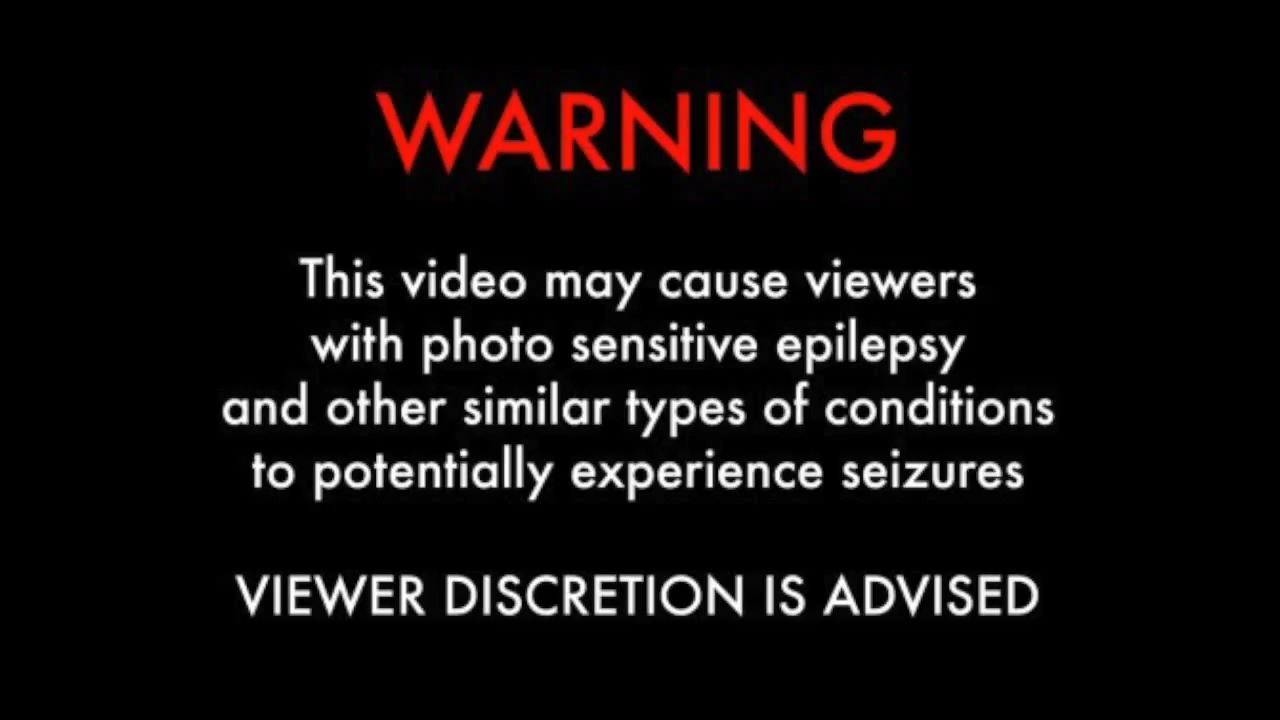 WARNING
This video may cause viewers
with photo sensitive epilepsy
and other similar types of conditions
to potentially experience seizures
VIEWER DISCRETION IS ADVISED